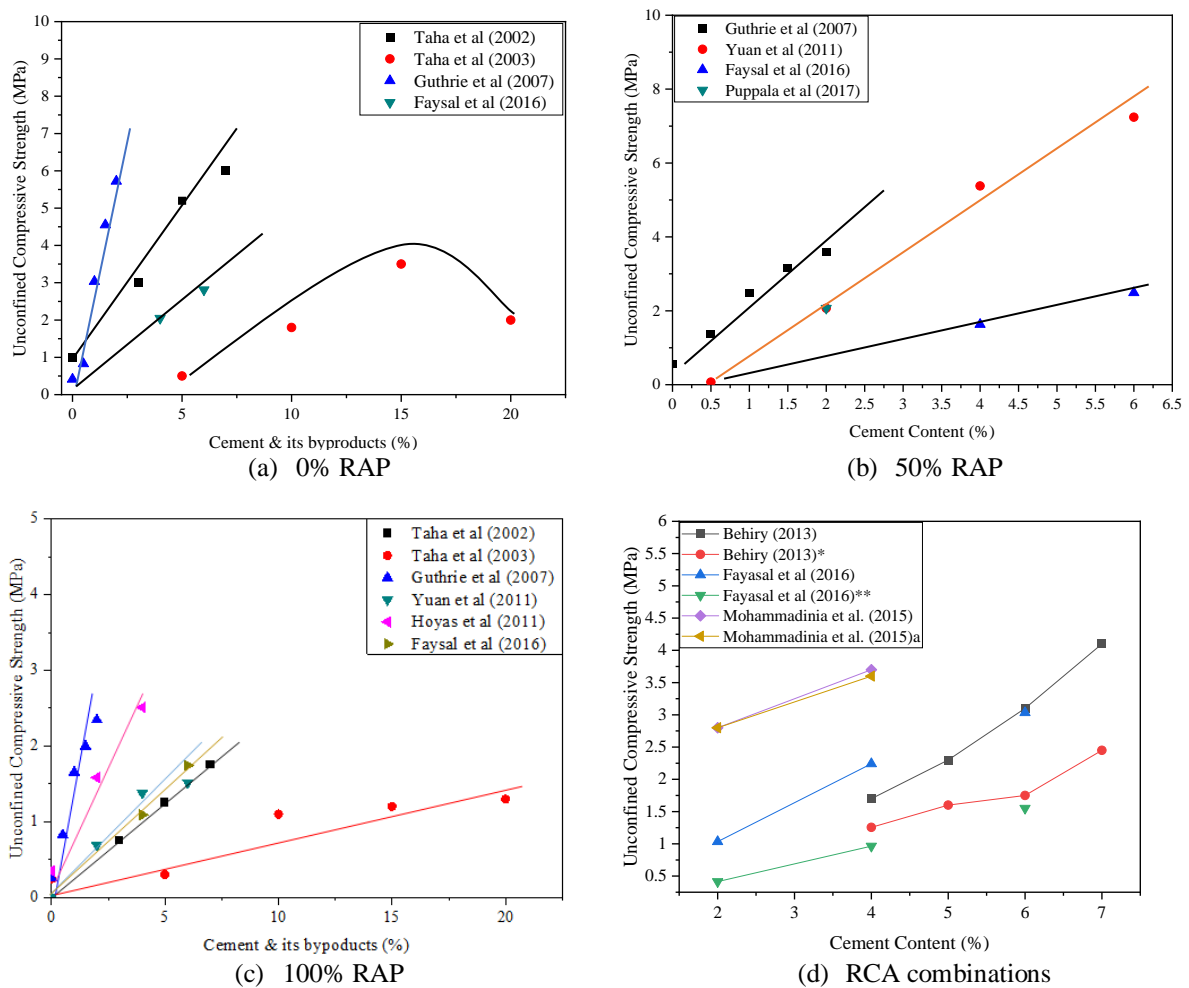 10
9
8
7
6
5
4
3
2
1
0
0
5
10
15
20
Unconfined Compressive Strength (MPa)
Cement & its byproducts (%)
Taha et al (2002)
Taha et al (2003)
Guthrie et al (2007)
Faysal et al (2016)
(a) 0% RAP
10
8
6
4
2
0
0
0.5
1.0
1.5
2.0
2.5
3.0
3.5
4.0
4.5
5.0
5.5
6.0
6.5
Unconfined Compressive Strength (MPa)
Cement Content (%)
Guthrie et al (2007)
Yuan et al (2011)
Faysal et al (2016)
Puppala et al (2017)
(b) 50% RAP
5
3
2
1
0
0
5
10
15
20
Unconfined Compressive Strength (MPa)
Cement & its bypoducts (%)
Taha et al (2002)
Taha et al (2003)
Guthrie et al (2007)
Yuan et al (2011)
Hoyas et al (2011)
Faysal et al (2016)
(c) 100% RAP
6
5.5
5
4.5
4
3.5
3
2.5
2
1.5
1
0.5
2
3
4
5
6
7
Unconfined Compressive Strength (MPa)
Cement Content (%)
Behiry (2013)
Behiry (2013)*
Fayasal et al (2016)
Fayasal et al (2016)**
Mohammadinia et al. (2015)
Mohammadinia et al. (2015)a
(d) RCA combinations